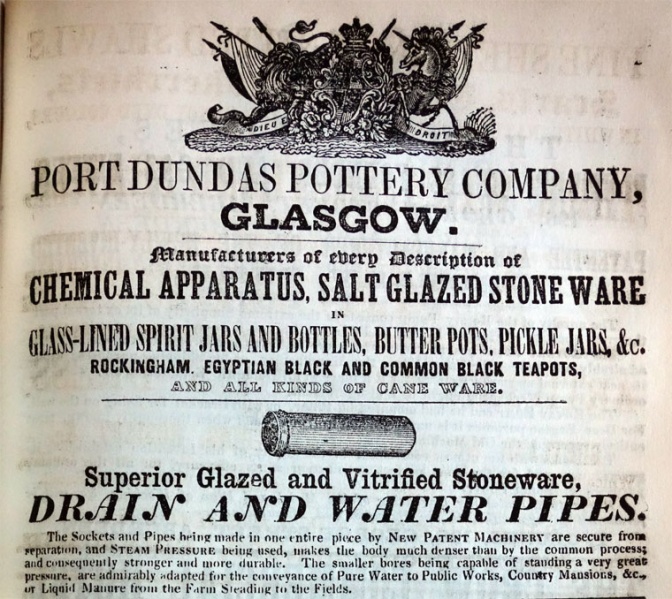 DIEU E
DROIT
PORT DUNDAS POTTERY COMPANY,
GLASGOW.
Manufacturers of every Description of
CHEMICAL APPARATUS, SALT GLAZED STONE WARE
IN
GLASS-LINED SPIRIT JARS AND BOTTLES, BUTTER POTS, PICKLE JARS, &c.
ROCKINGHAM. EGYPTIAN BLACK AND COMMON BLACK TEAPOTS,
AND ALL KINDS OF CANE WARE.
Superior Glazed and Vitrified Stoneware,
DRAIN AND WATER PIPES.
The Sockets and Pipes being made in one entire piece by NEW PATENT MACHINERY are secure from
separation, and STEAM PRESSURE being used, makes the body much denser than by the common process;
and consequently stronger and more durable. The smaller bores being capable of standing a very great
pressure, are admirably adapted for the conveyance of Pure Water to Public Works, Country Mansions, &c.,
or Liquid Manure from the Farm Steading to the Fields.